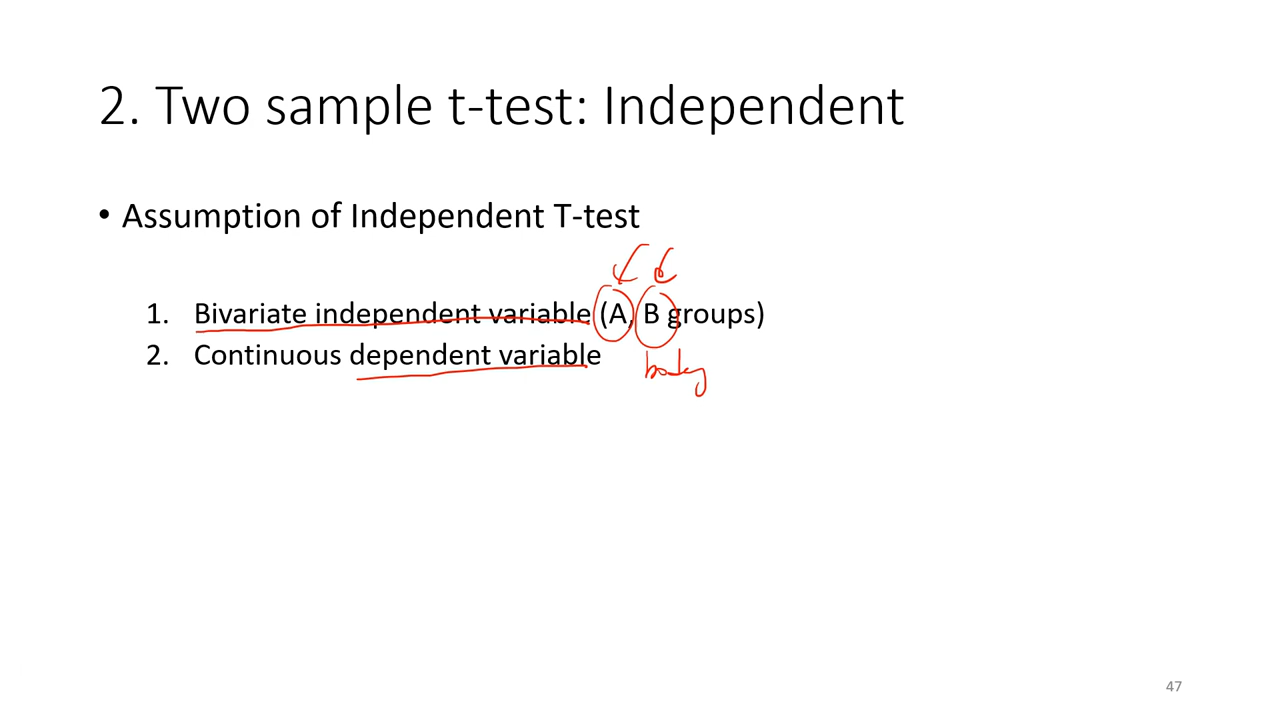 2. Two sample t-test: Independent
• Assumption of Independent T-test
1. Bivariate independent variable (A, B groups)
2. Continuous dependent variable
47